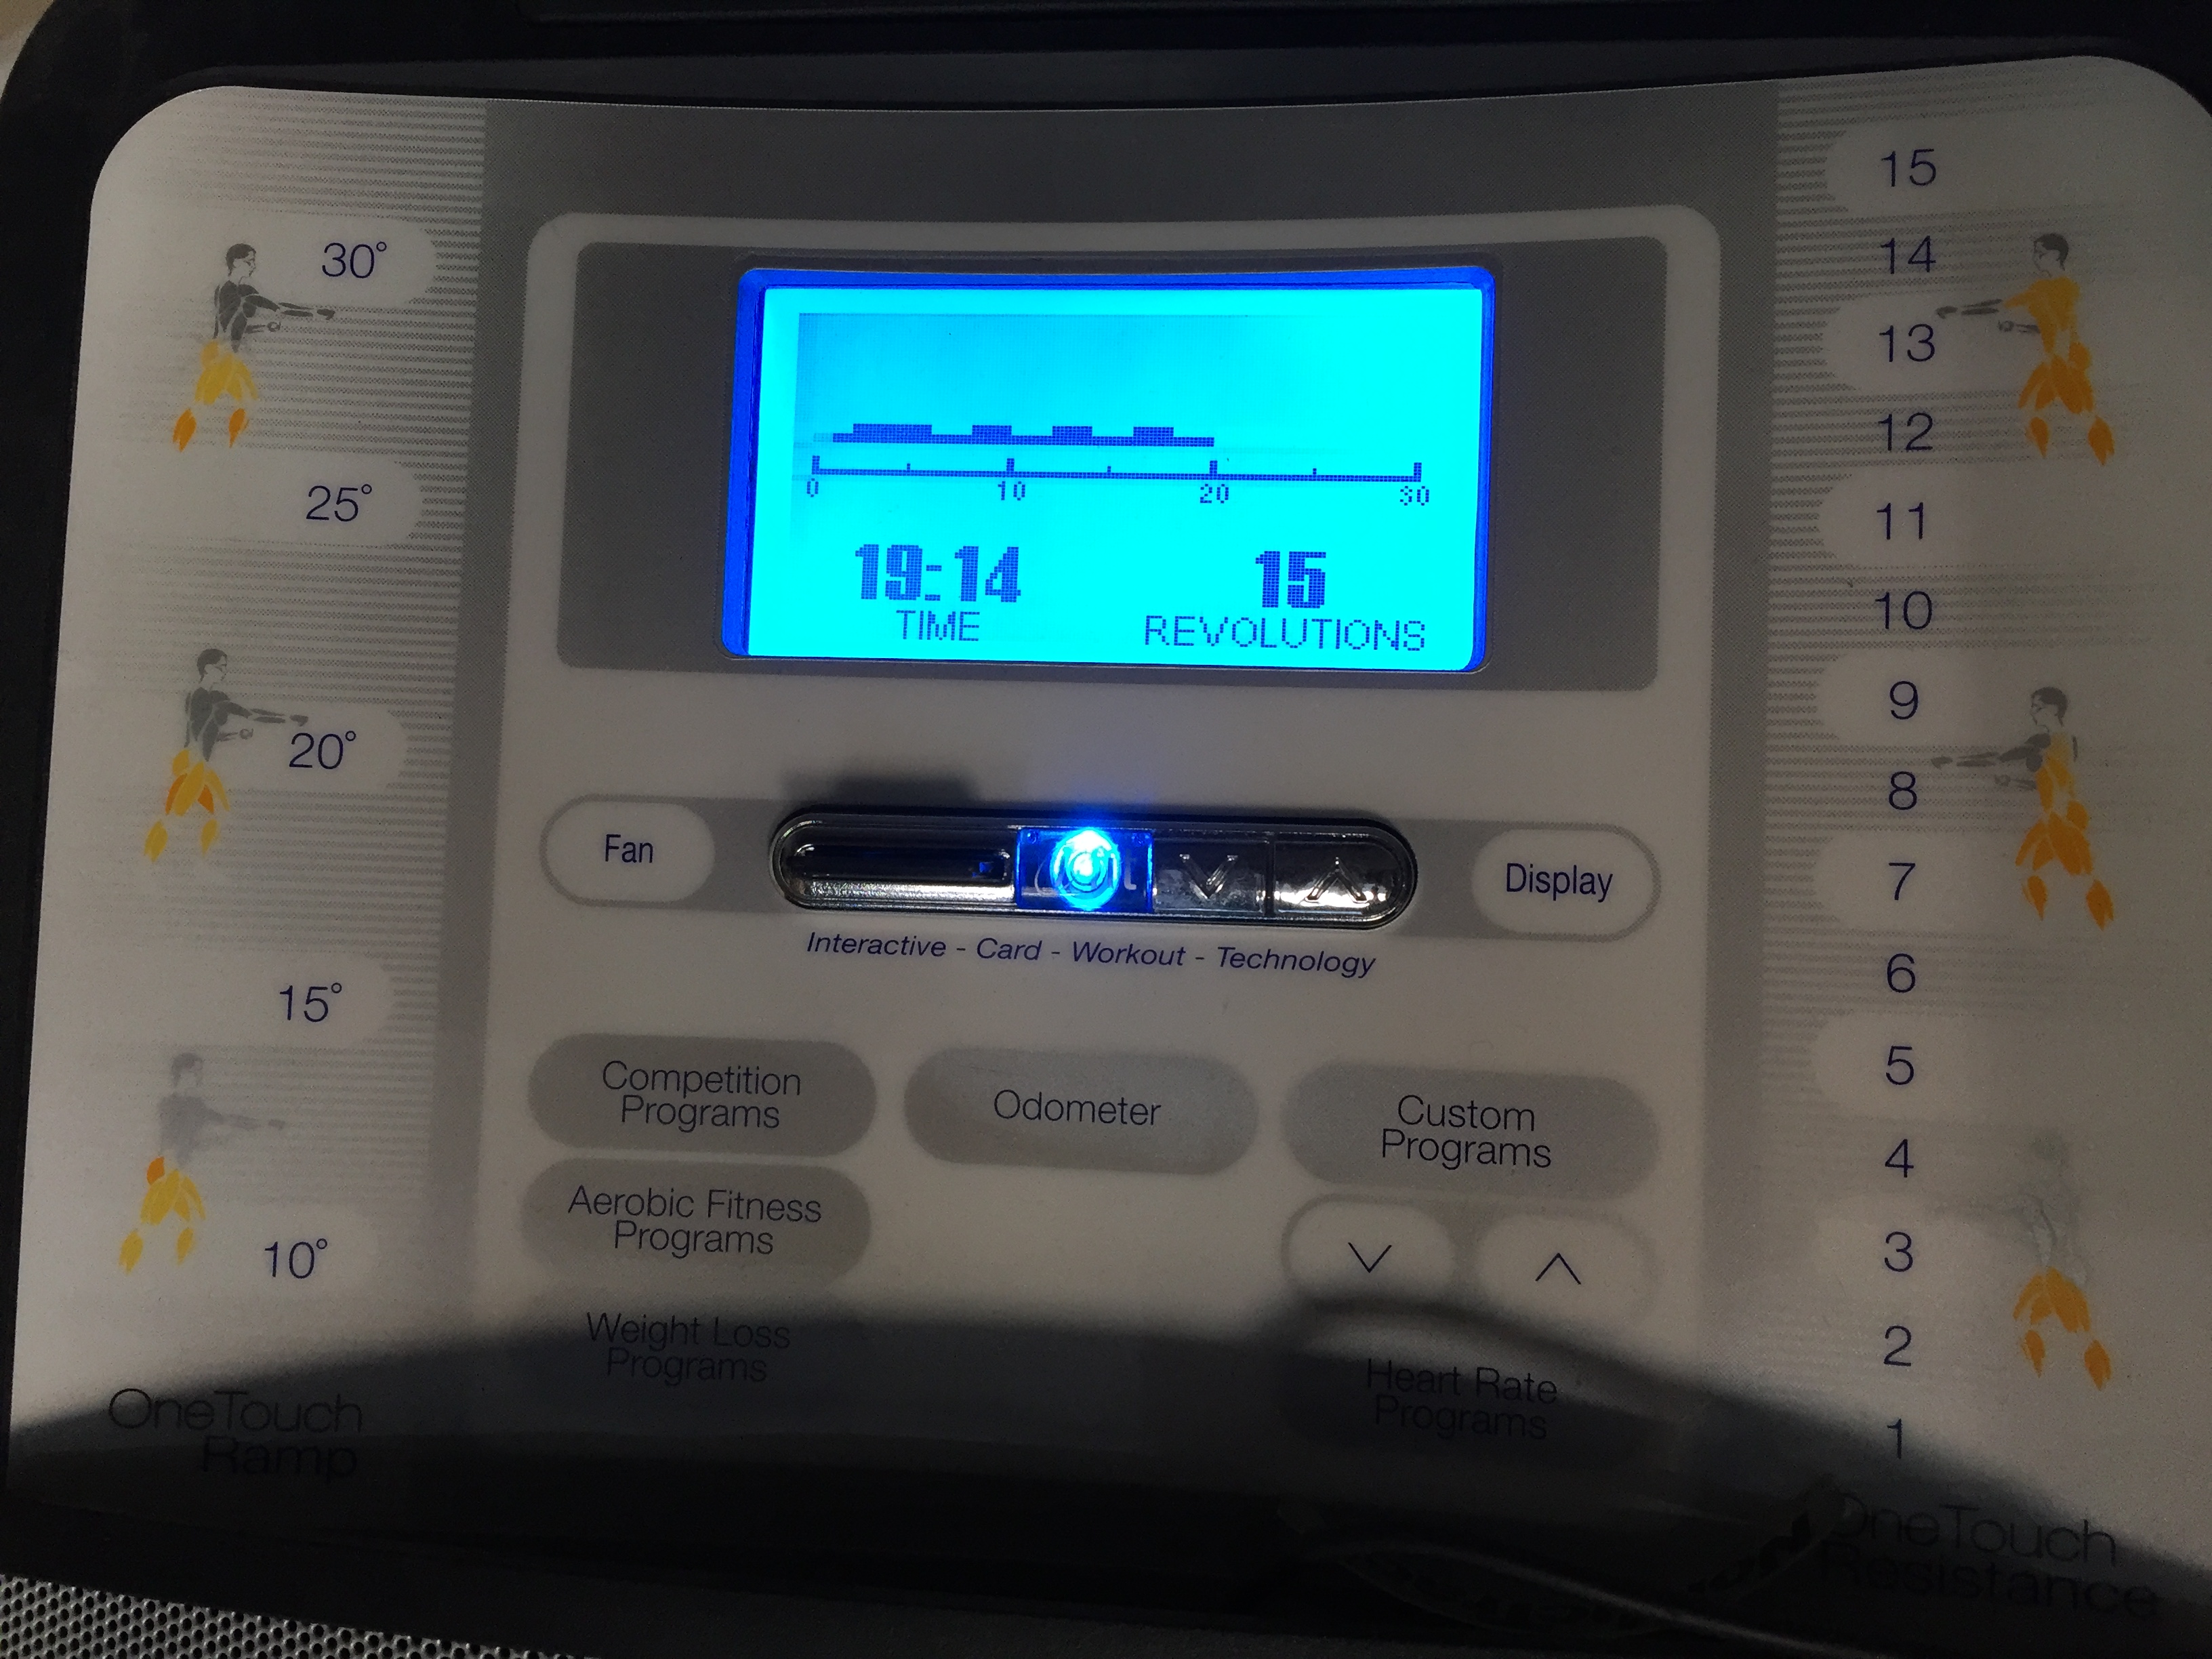 30°
25°
20°
15°
10°
OneTouch
Ramp
0 10 20 30
19:14 15
TIME REVOLUTIONS
Fan
Display
Interactive - Card - Workout - Technology
Competition
Programs
Odometer
Custom
Programs
Aerobic Fitness
Programs
Weight Loss
Programs
Heart Rate
Programs
15
14
13
12
11
10
9
8
7
6
5
4
3
2
1
OneTouch
Resistance